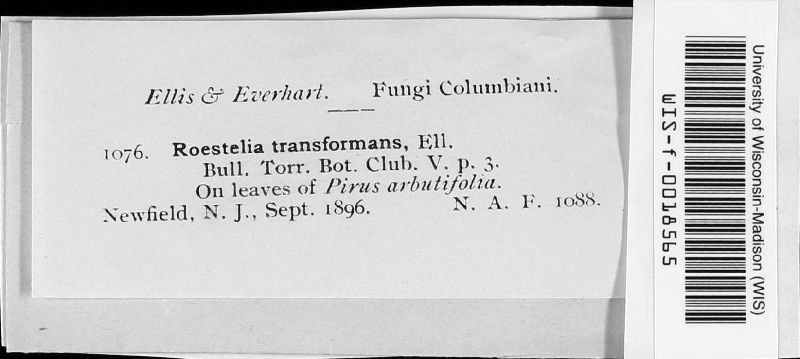 Ellis & Everhart. Fungi Columbiani.
1076. Roestelia transformans, Ell.
Bull. Torr. Bot. Club. V. p. 3.
On leaves of Pirus arbutifolia.
Newfield, N. J., Sept. 1896. N. A. F. 1088.
University of Wisconsin-Madison (WIS)
WIS-f-0018565